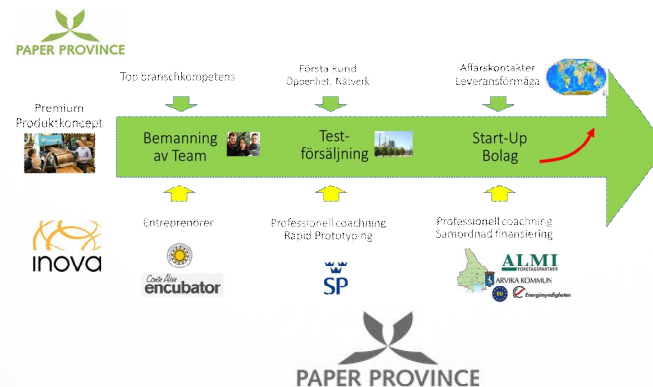 PAPER PROVINCE
Top branschkompetens
Första kund
Öppenhet, Nätverk
Affärskontakter
Leveransförmåga
Premium
Produktkoncept
Bemanning
av Team
Test-
försäljning
Start-Up
Bolag
Entreprenörer
Professionell coachning
Rapid Prototyping
Professionell coachning
Samordnad finansiering
inova
encubator
SP
ALMI
FÖRETAGSPARTNER
ARVIKA KOMMUN
EU
Energimyndigheten
PAPER PROVINCE